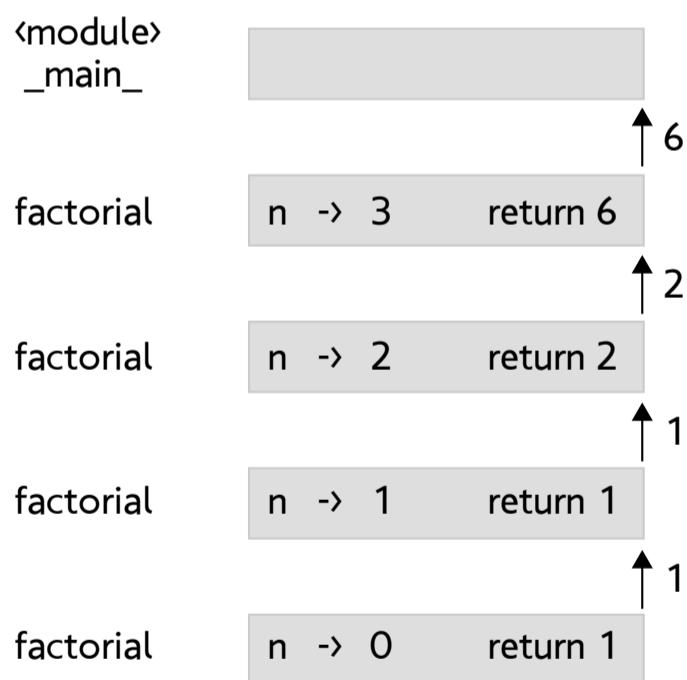 ‹module›
_main_
6
factorial n -› 3 return 6
2
factorial n -› 2 return 2
1
factorial n -› 1 return 1
1
factorial n -› 0 return 1